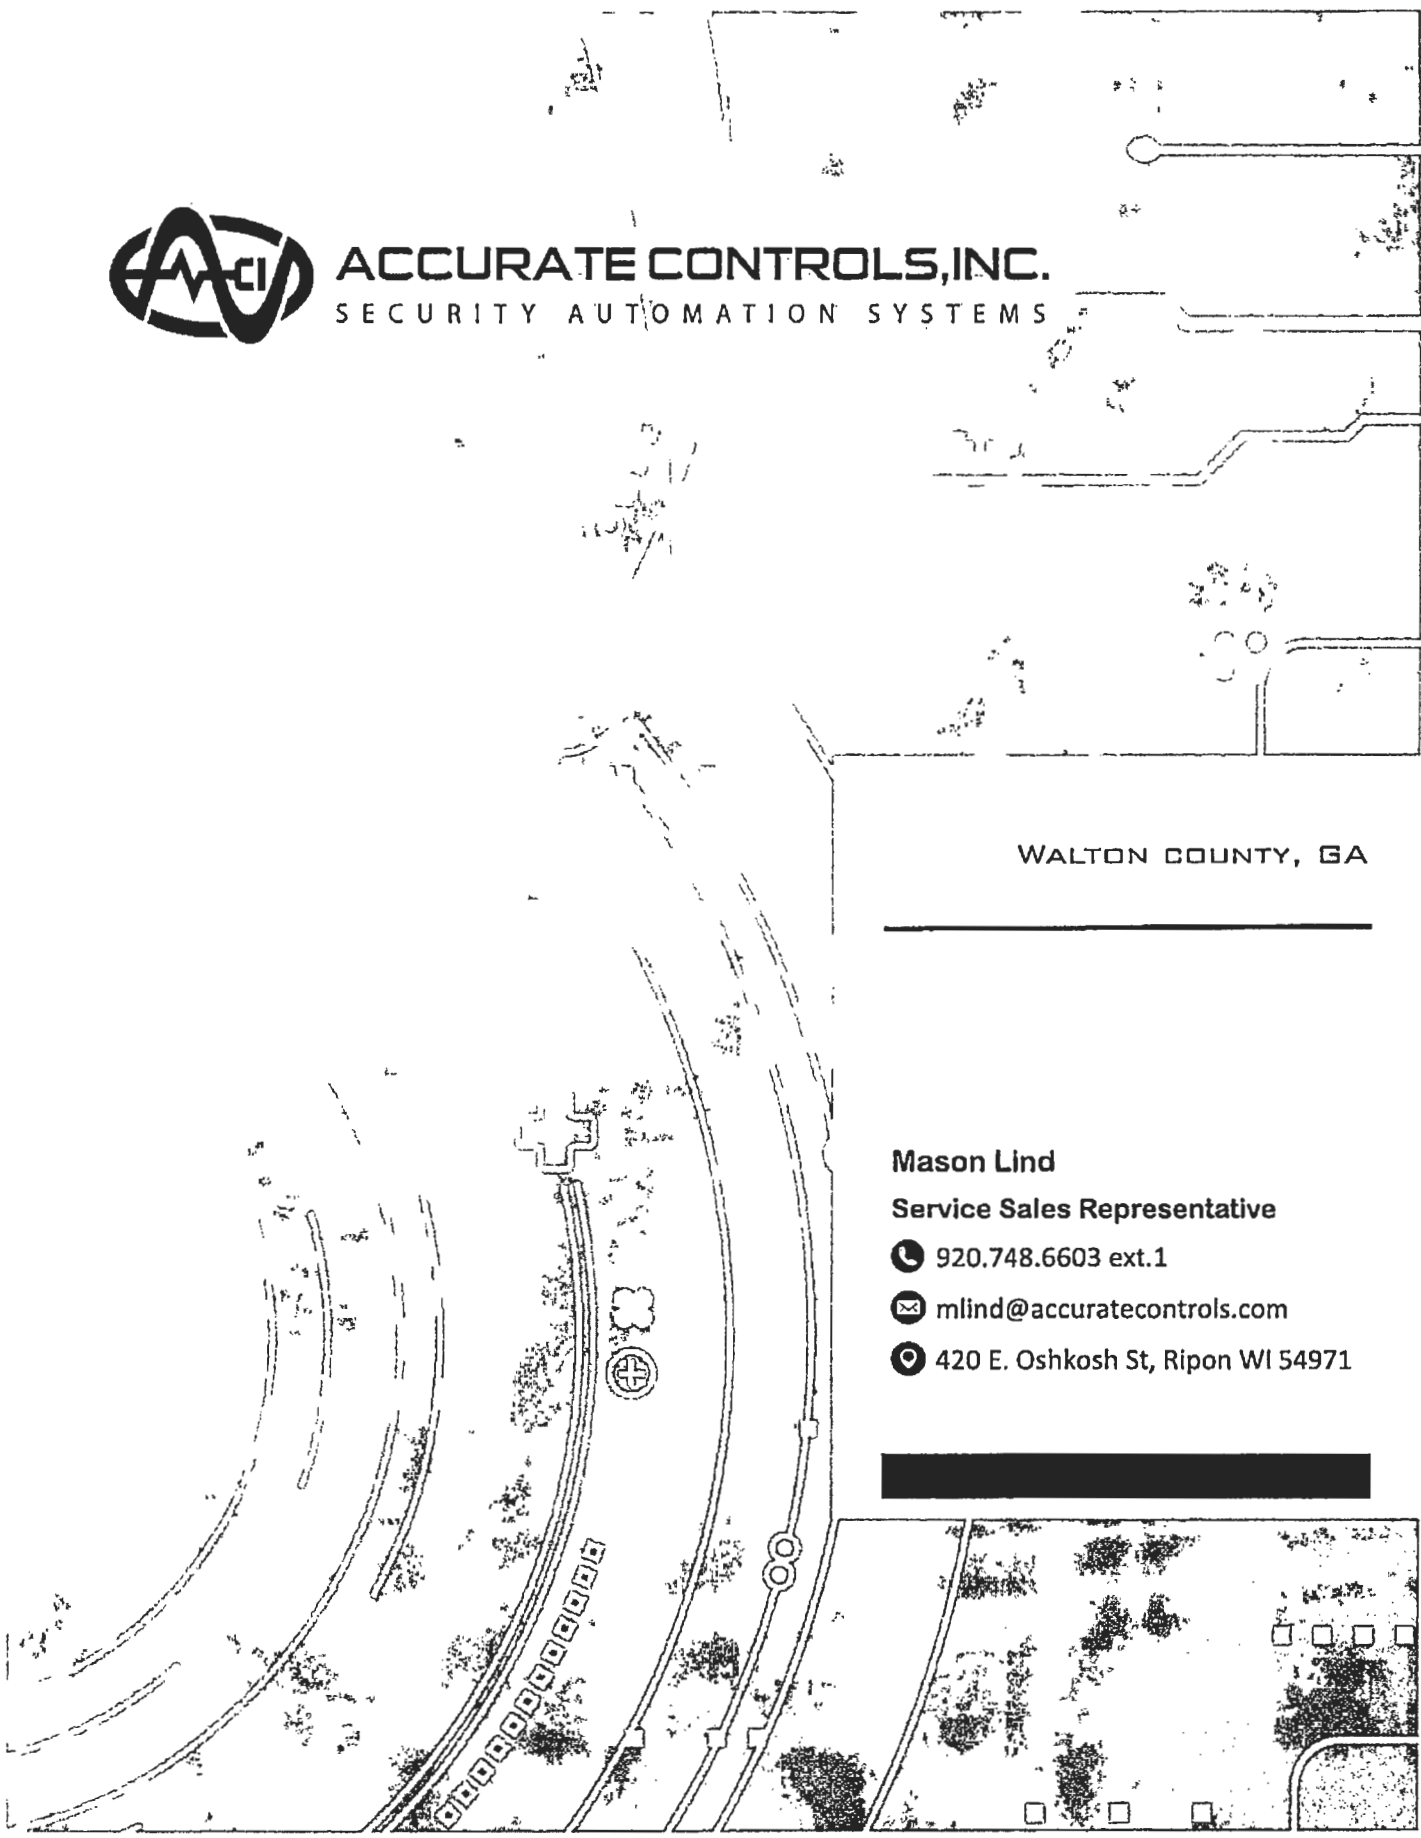 ACI
ACCURATE CONTROLS, INC.
SECURITY AUTOMATION SYSTEMS
WALTON COUNTY, GA
Mason Lind
Service Sales Representative
920.748.6603 ext.1
mlind@accuratecontrols.com
420 E. Oshkosh St, Ripon WI 54971